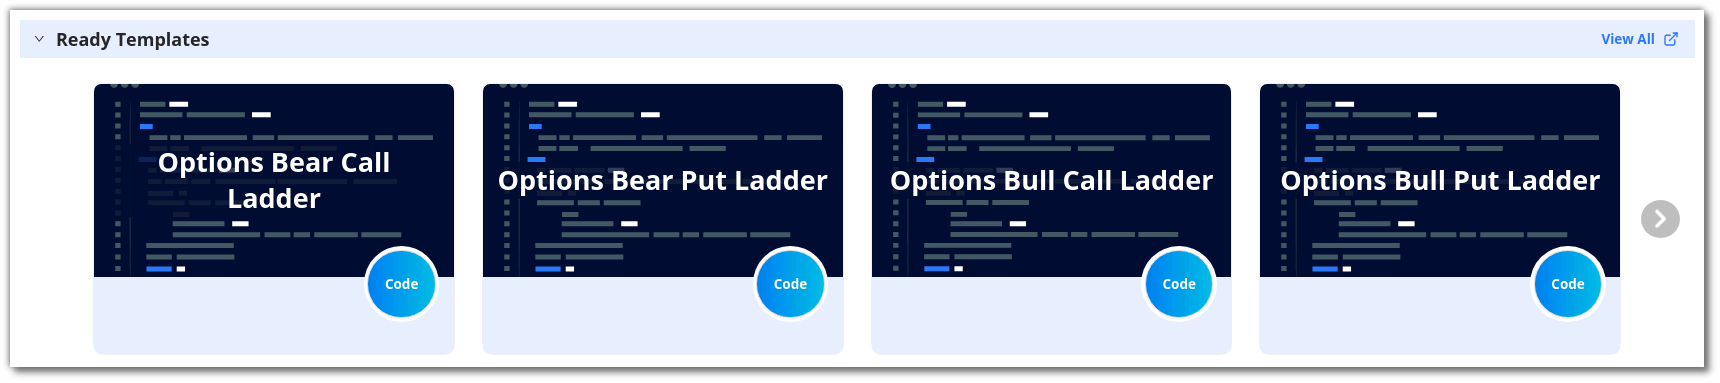 Ready Templates
View All
Options Bear Call
Ladder
Options Bear Put Ladder
Options Bull Call Ladder
Options Bull Put Ladder
Code
Code
Code
Code